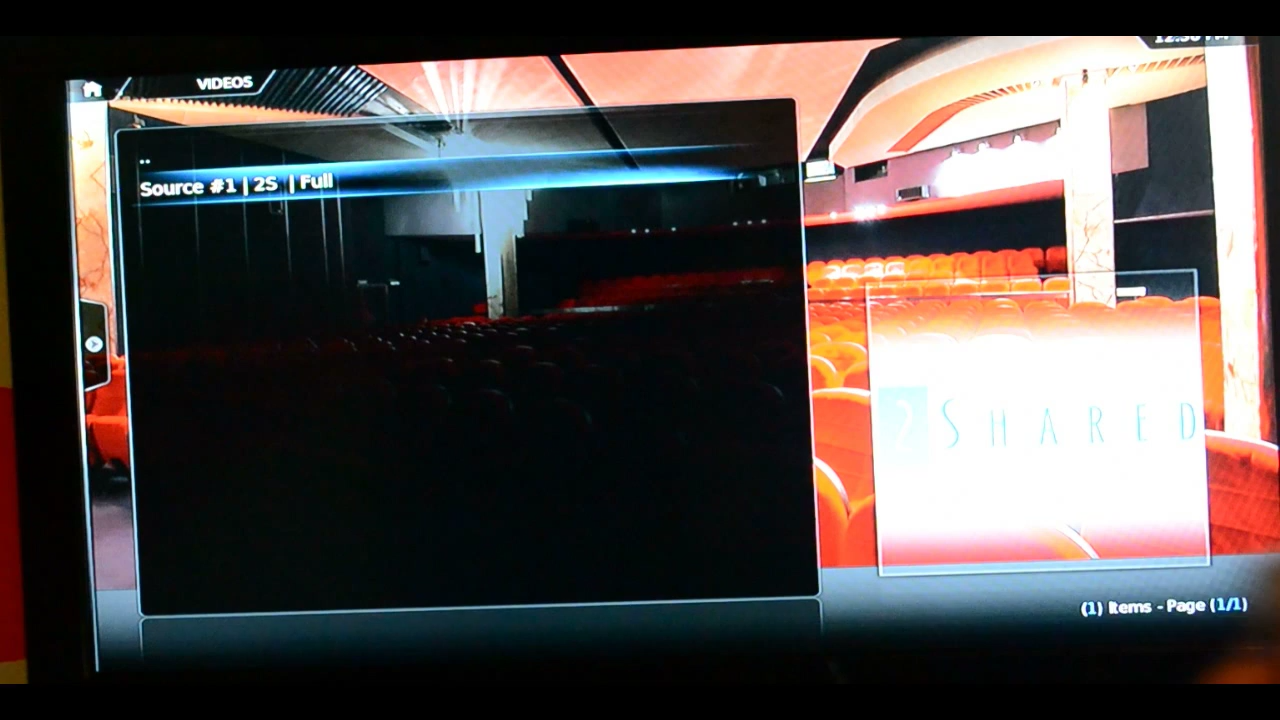 VIDEOS
..
Source #1 | 2S | Full
2SHARED
(1) Items - Page (1/1)